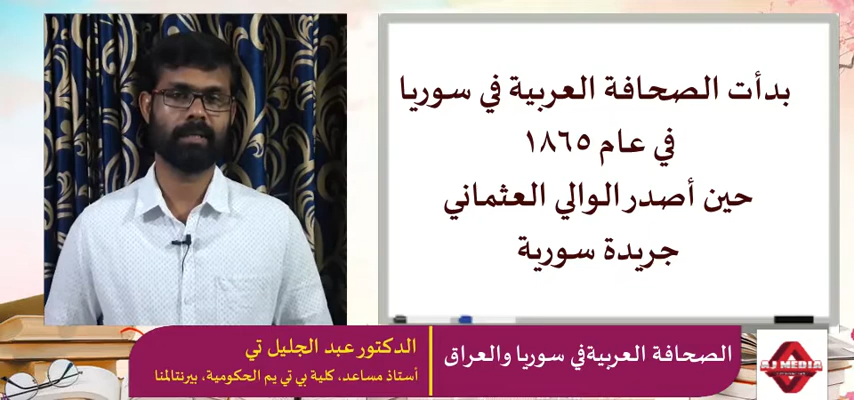 بدأت الصحافة العربية في سوريا
في عام ١٨٦٥
حين أصدر الوالي العثماني
جريدة سورية
الصحافة العربية في سوريا والعراق
الدكتور عبد الجليل تي
أستاذ مساعد، كلية بي تي يم الحكومية، بيرنتالمنا
AJ MEDIA